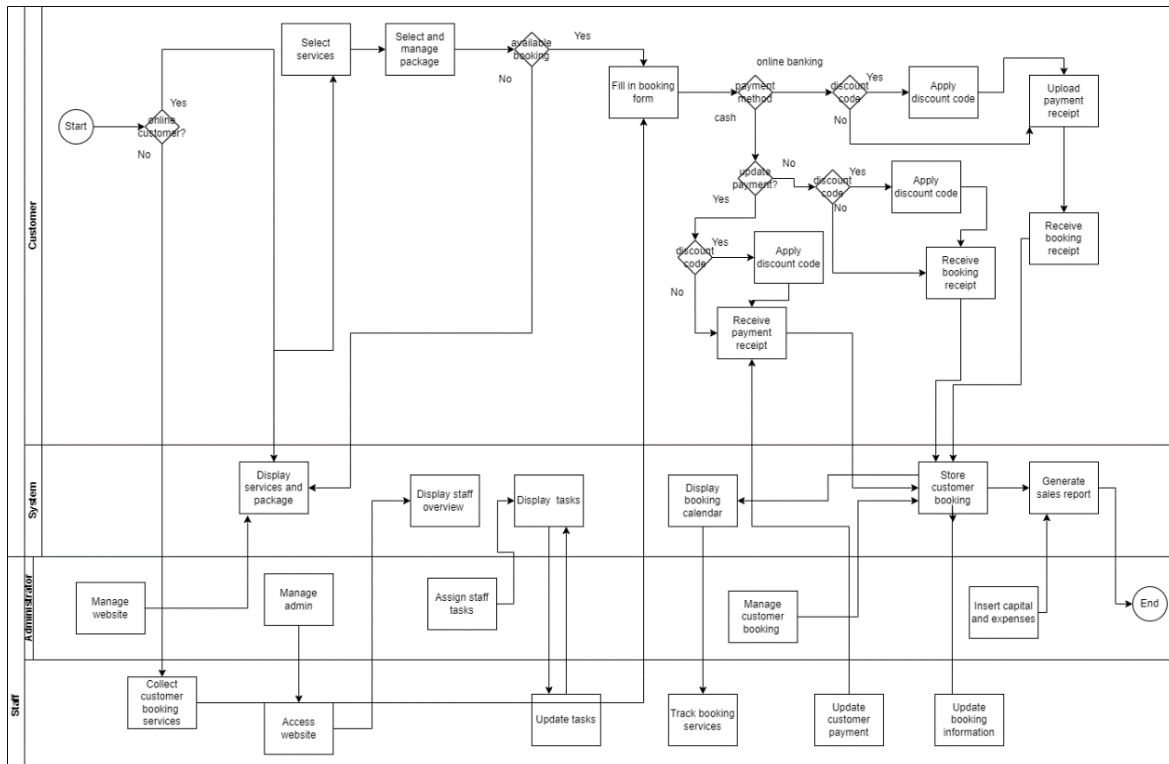 Customer
Start
online
customer?
Yes
No
Select
services
Select and
manage
package
available
booking
Yes
No
Fill in booking
form
online banking
payment
method
cash
discount
code
Yes
No
Apply
discount code
Upload
payment
receipt
update
payment?
No
Yes
discount
code
Yes
No
Apply
discount code
Receive
booking
receipt
Receive
booking
receipt
discount
code
Yes
No
Apply
discount code
Receive
payment
receipt
System
Display
services and
package
Display staff
overview
Display tasks
Display
booking
calendar
Store
customer
booking
Generate
sales report
Administrator
Manage
website
Manage
admin
Assign staff
tasks
Manage
customer
booking
Insert capital
and expenses
End
Staff
Collect
customer
booking
services
Access
website
Update tasks
Track booking
services
Update
customer
payment
Update
booking
information